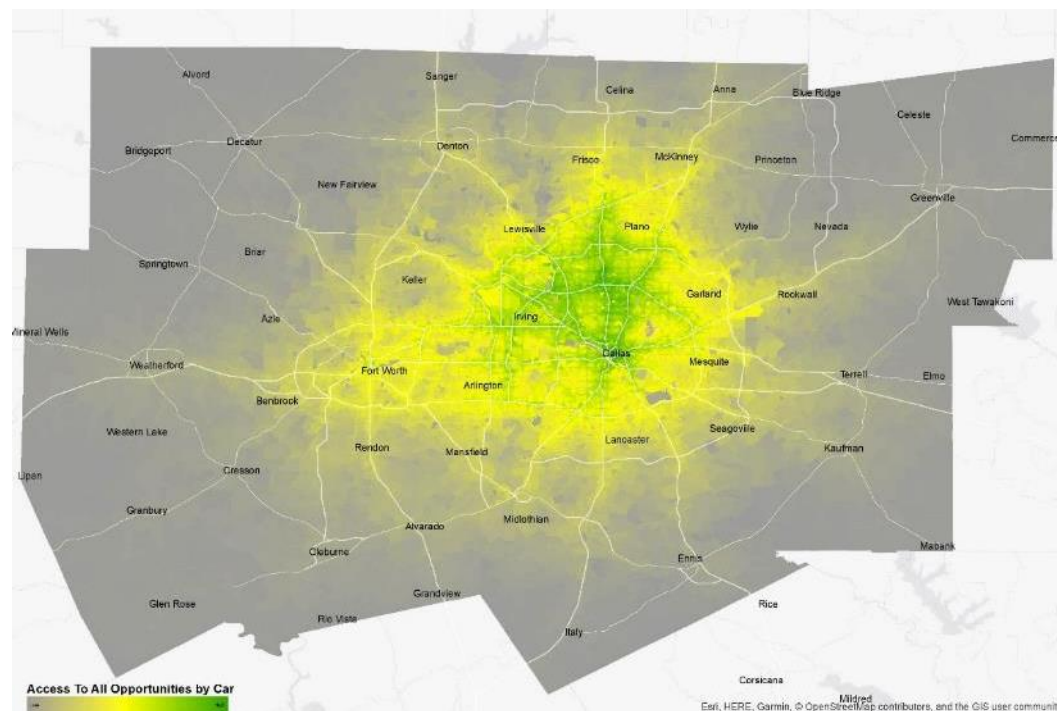 Alvord
Sanger
Celina
Anna
Blue Ridge
Celeste
Commerc
Bridgeport
Decatur
Denton
Frisco
McKinney
Princeton
New Fairview
Greenville
Lewisville
Plano
Wylie
Nevada
Springtown
Briar
Keller
Garland
Rockwall
West Tawakoni
Mineral Wells
Azle
Irving
Weatherford
Fort Worth
Dallas
Mesquite
Terrell
Elmo
Benbrook
Arlington
Western Lake
Rendon
Mansfield
Lancaster
Seagoville
Kaufman
Lipan
Cresson
Granbury
Alvarado
Midlothian
Cleburne
Ennis
Mabank
Glen Rose
Grandview
Rio Vista
Italy
Rice
Corsicana
Mildred
Access To All Opportunities by Car
Esri, HERE, Garmin, © OpenStreetMap contributors, and the GIS user communit